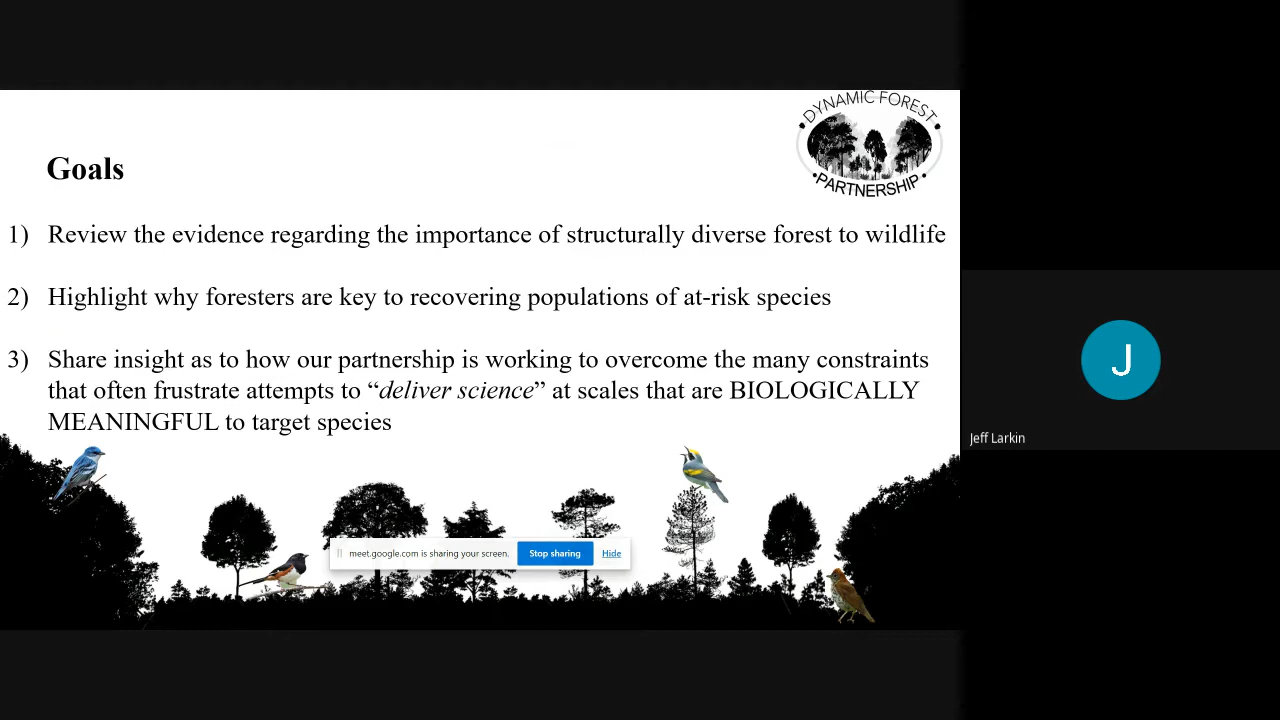 DYNAMIC FOREST
PARTNERSHIP
Goals
1) Review the evidence regarding the importance of structurally diverse forest to wildlife
2) Highlight why foresters are key to recovering populations of at-risk species
3) Share insight as to how our partnership is working to overcome the many constraints
that often frustrate attempts to “deliver science” at scales that are BIOLOGICALLY
MEANINGFUL to target species
meet.google.com is sharing your screen. Stop sharing Hide
J
Jeff Larkin